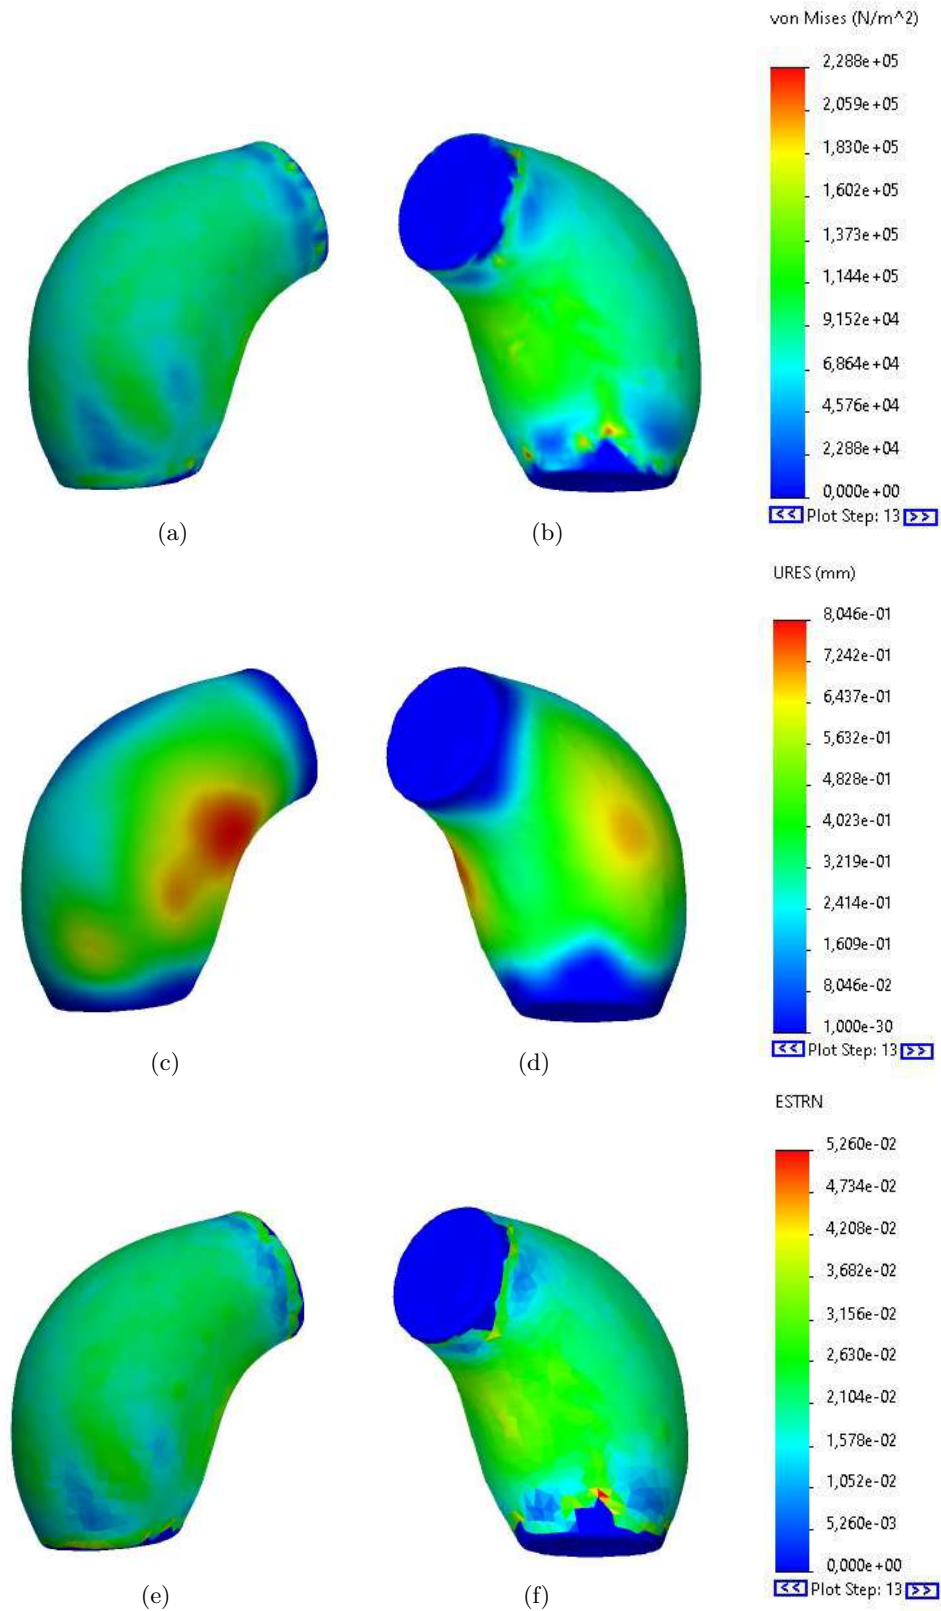 von Mises (N/m^2)
2,288e+05
2,059e+05
1,830e+05
1,602e+05
1,373e+05
1,144e+05
9,152e+04
6,864e+04
4,576e+04
2,288e+04
0,000e+00
<< Plot Step: 13 >>
(a)
(b)
URES (mm)
8,046e-01
7,242e-01
6,437e-01
5,632e-01
4,828e-01
4,023e-01
3,219e-01
2,414e-01
1,609e-01
8,046e-02
1,000e-30
<< Plot Step: 13 >>
(c)
(d)
ESTRN
5,260e-02
4,734e-02
4,208e-02
3,682e-02
3,156e-02
2,630e-02
2,104e-02
1,578e-02
1,052e-02
5,260e-03
0,000e+00
<< Plot Step: 13 >>
(e)
(f)